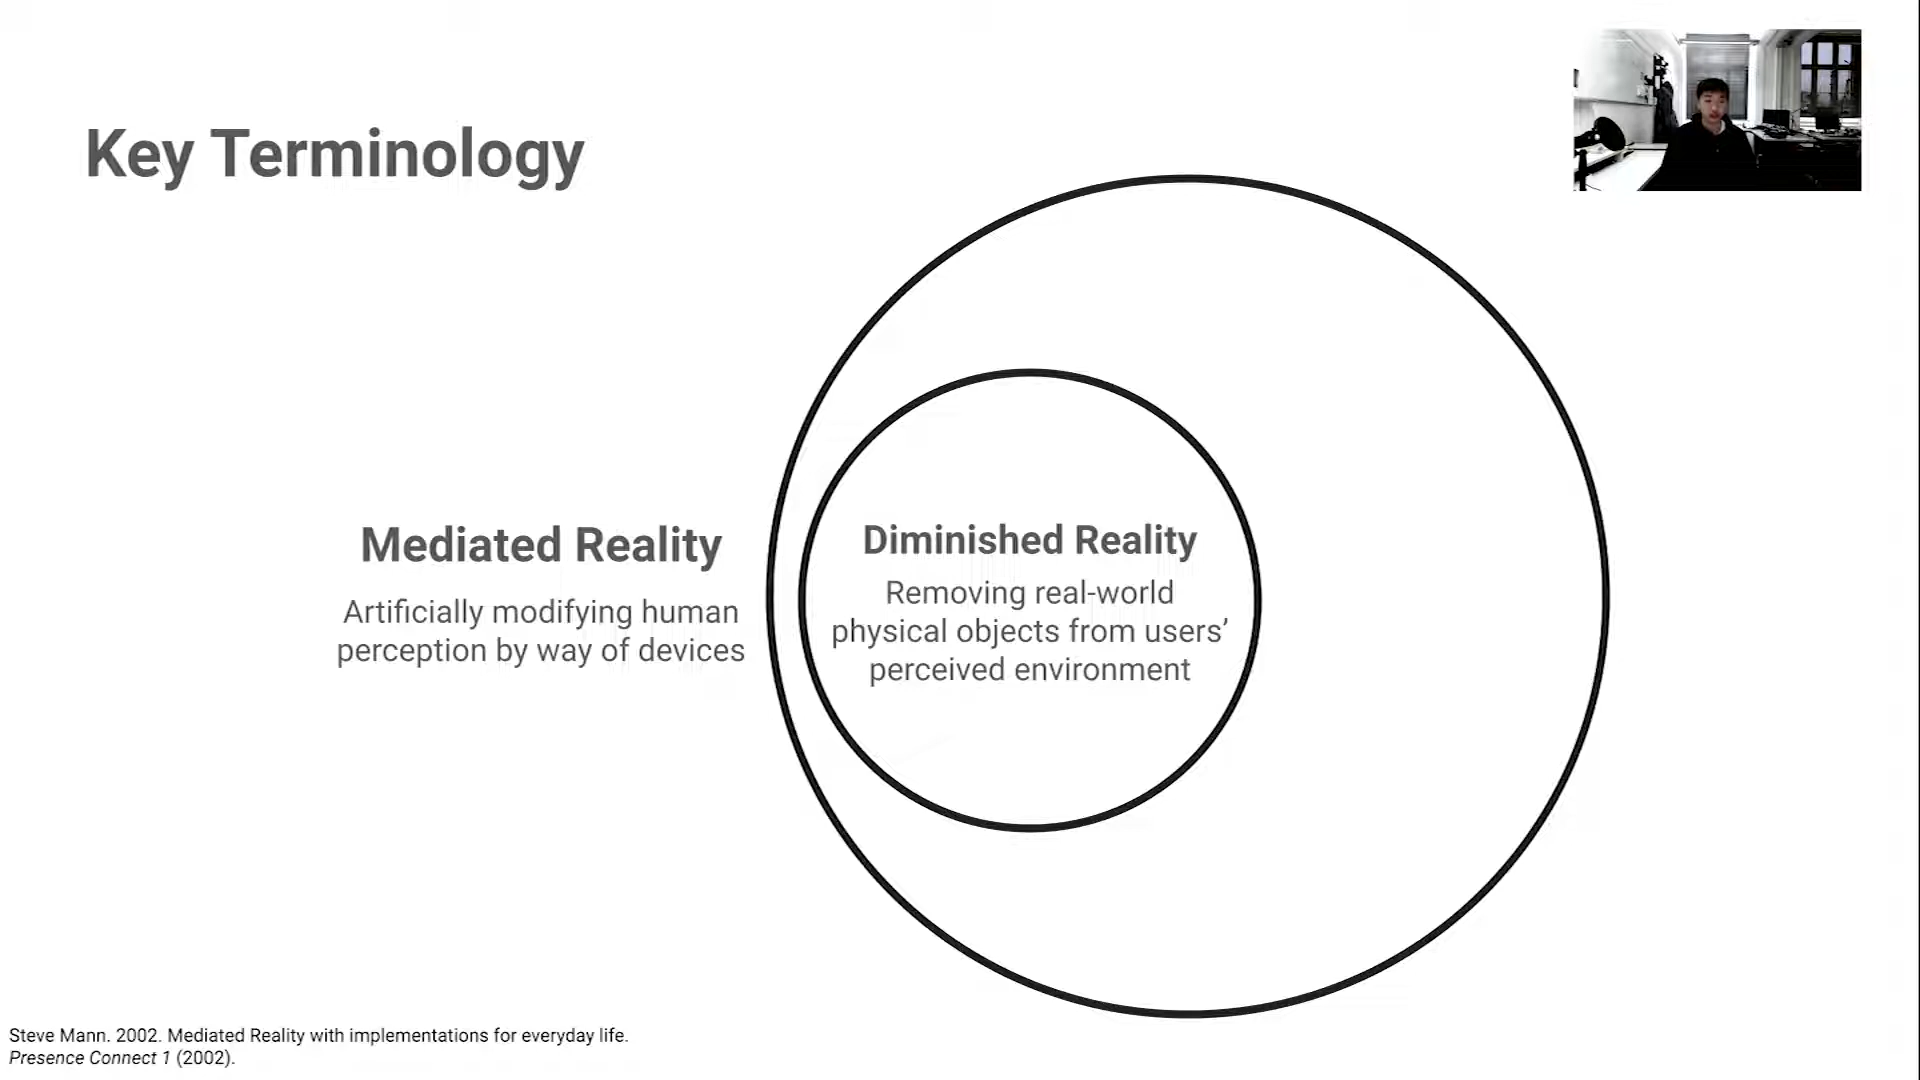 Key Terminology
Mediated Reality
Artificially modifying human
perception by way of devices
Diminished Reality
Removing real-world
physical objects from users’
perceived environment
Steve Mann. 2002. Mediated Reality with implementations for everyday life.
Presence Connect 1 (2002).